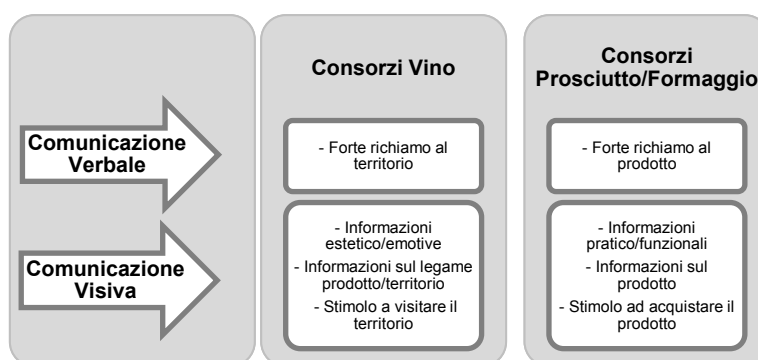 Consorzi Vino
Consorzi
Prosciutto/Formaggio
Comunicazione
Verbale
- Forte richiamo al
territorio
- Forte richiamo al
prodotto
Comunicazione
Visiva
- Informazioni
estetico/emotive
- Informazioni sul legame
prodotto/territorio
- Stimolo a visitare il
territorio
- Informazioni
pratico/funzionali
- Informazioni sul
prodotto
- Stimolo ad acquistare il
prodotto